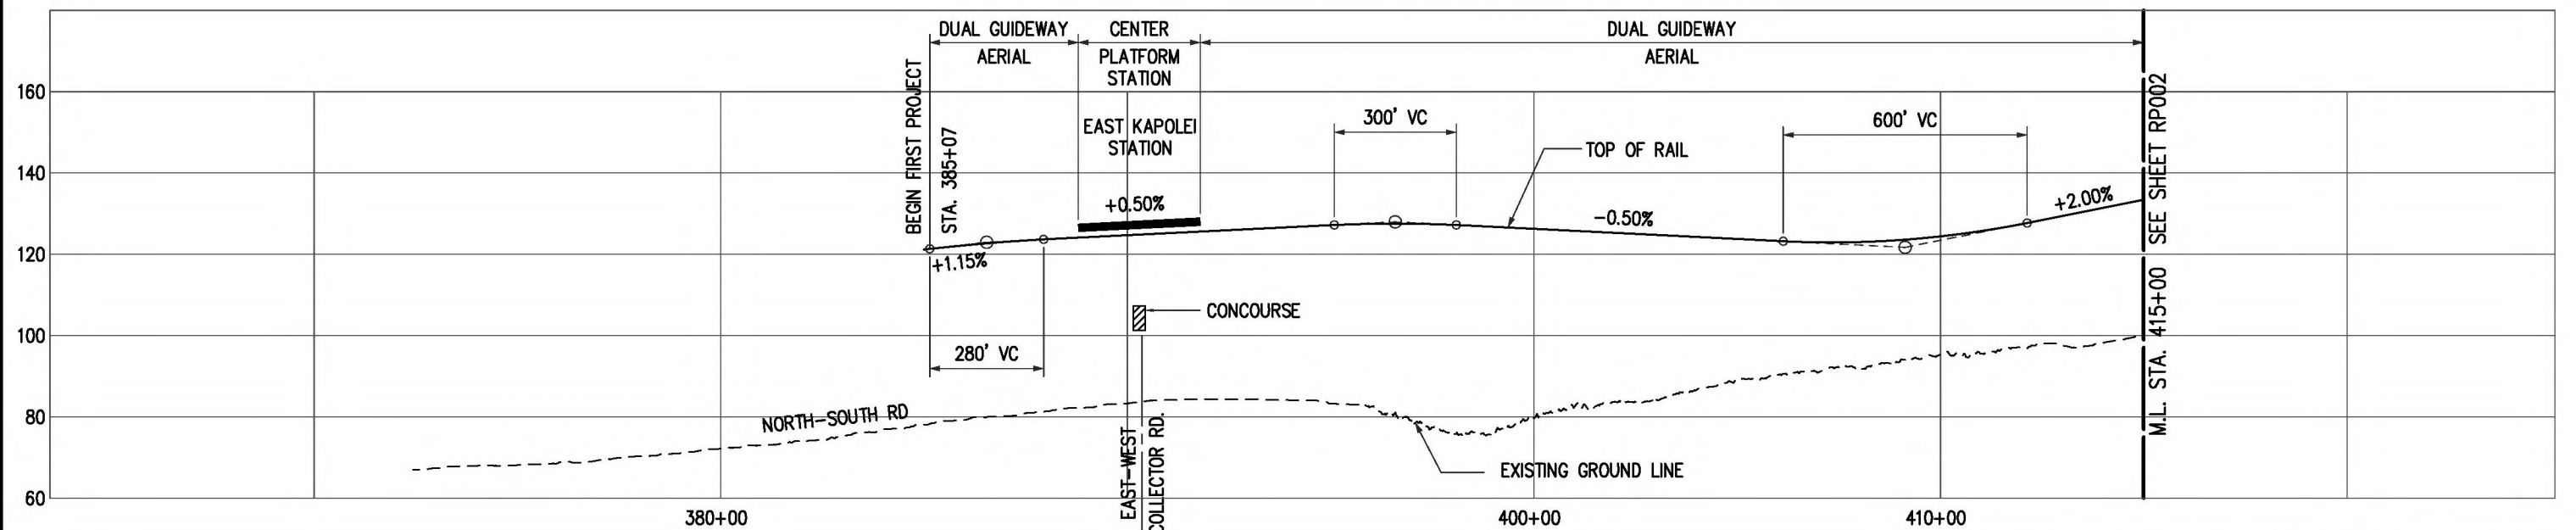 DUAL GUIDEWAY
AERIAL
CENTER
PLATFORM
STATION
DUAL GUIDEWAY
AERIAL
BEGIN FIRST PROJECT
STA. 385+07
EAST KAPOLEI
STATION
+0.50%
300' VC
TOP OF RAIL
-0.50%
600' VC
+2.00%
M.L. STA. 415+00 SEE SHEET RP002
+1.15%
CONCOURSE
280' VC
NORTH-SOUTH RD
EAST-WEST
COLLECTOR RD.
EXISTING GROUND LINE
160
140
120
100
80
60
380+00
400+00
410+00